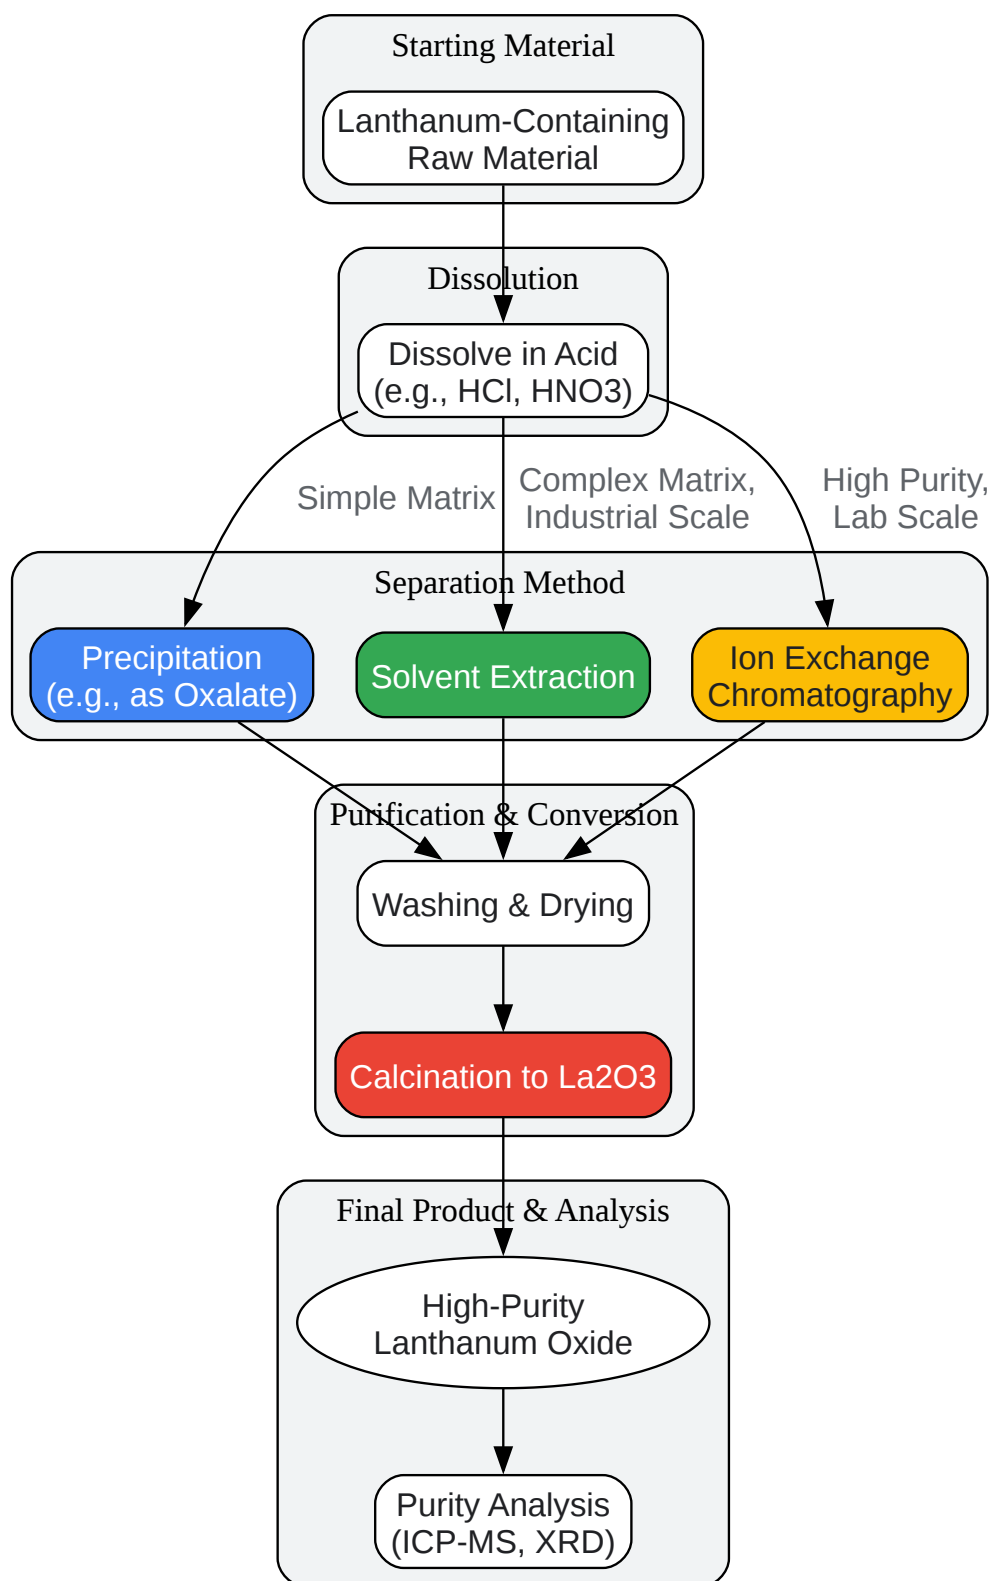 Starting Material
Lanthanum-Containing
Raw Material
Dissolution
Dissolve in Acid
(e.g., HCl, HNO3)
Simple Matrix
Complex Matrix,
Industrial Scale
High Purity,
Lab Scale
Separation Method
Precipitation
(e.g., as Oxalate)
Solvent Extraction
Ion Exchange
Chromatography
Purification & Conversion
Washing & Drying
Calcination to La2O3
Final Product & Analysis
High-Purity
Lanthanum Oxide
Purity Analysis
(ICP-MS, XRD)